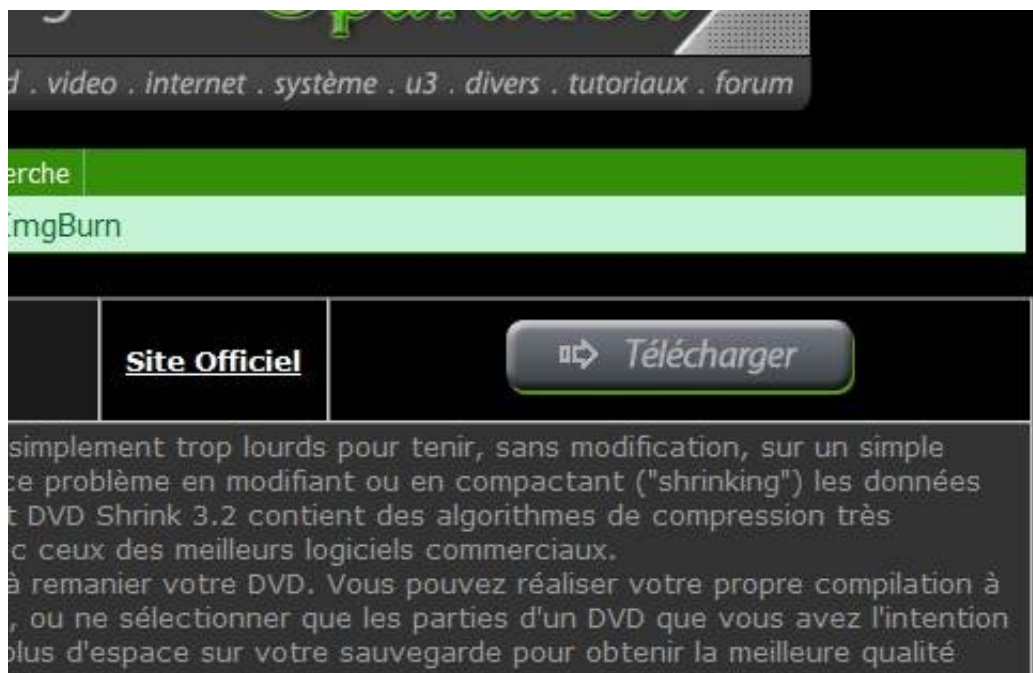 . video . internet . système . u3 . divers . tutoriaux . forum
erche
mgBurn
Site Officiel
Télécharger
simplement trop lourds pour tenir, sans modification, sur un simple
ce problème en modifiant ou en compactant ("shrinking") les données
t DVD Shrink 3.2 contient des algorithmes de compression très
c ceux des meilleurs logiciels commerciaux.
à remanier votre DVD. Vous pouvez réaliser votre propre compilation à
, ou ne sélectionner que les parties d'un DVD que vous avez l'intention
plus d'espace sur votre sauvegarde pour obtenir la meilleure qualité